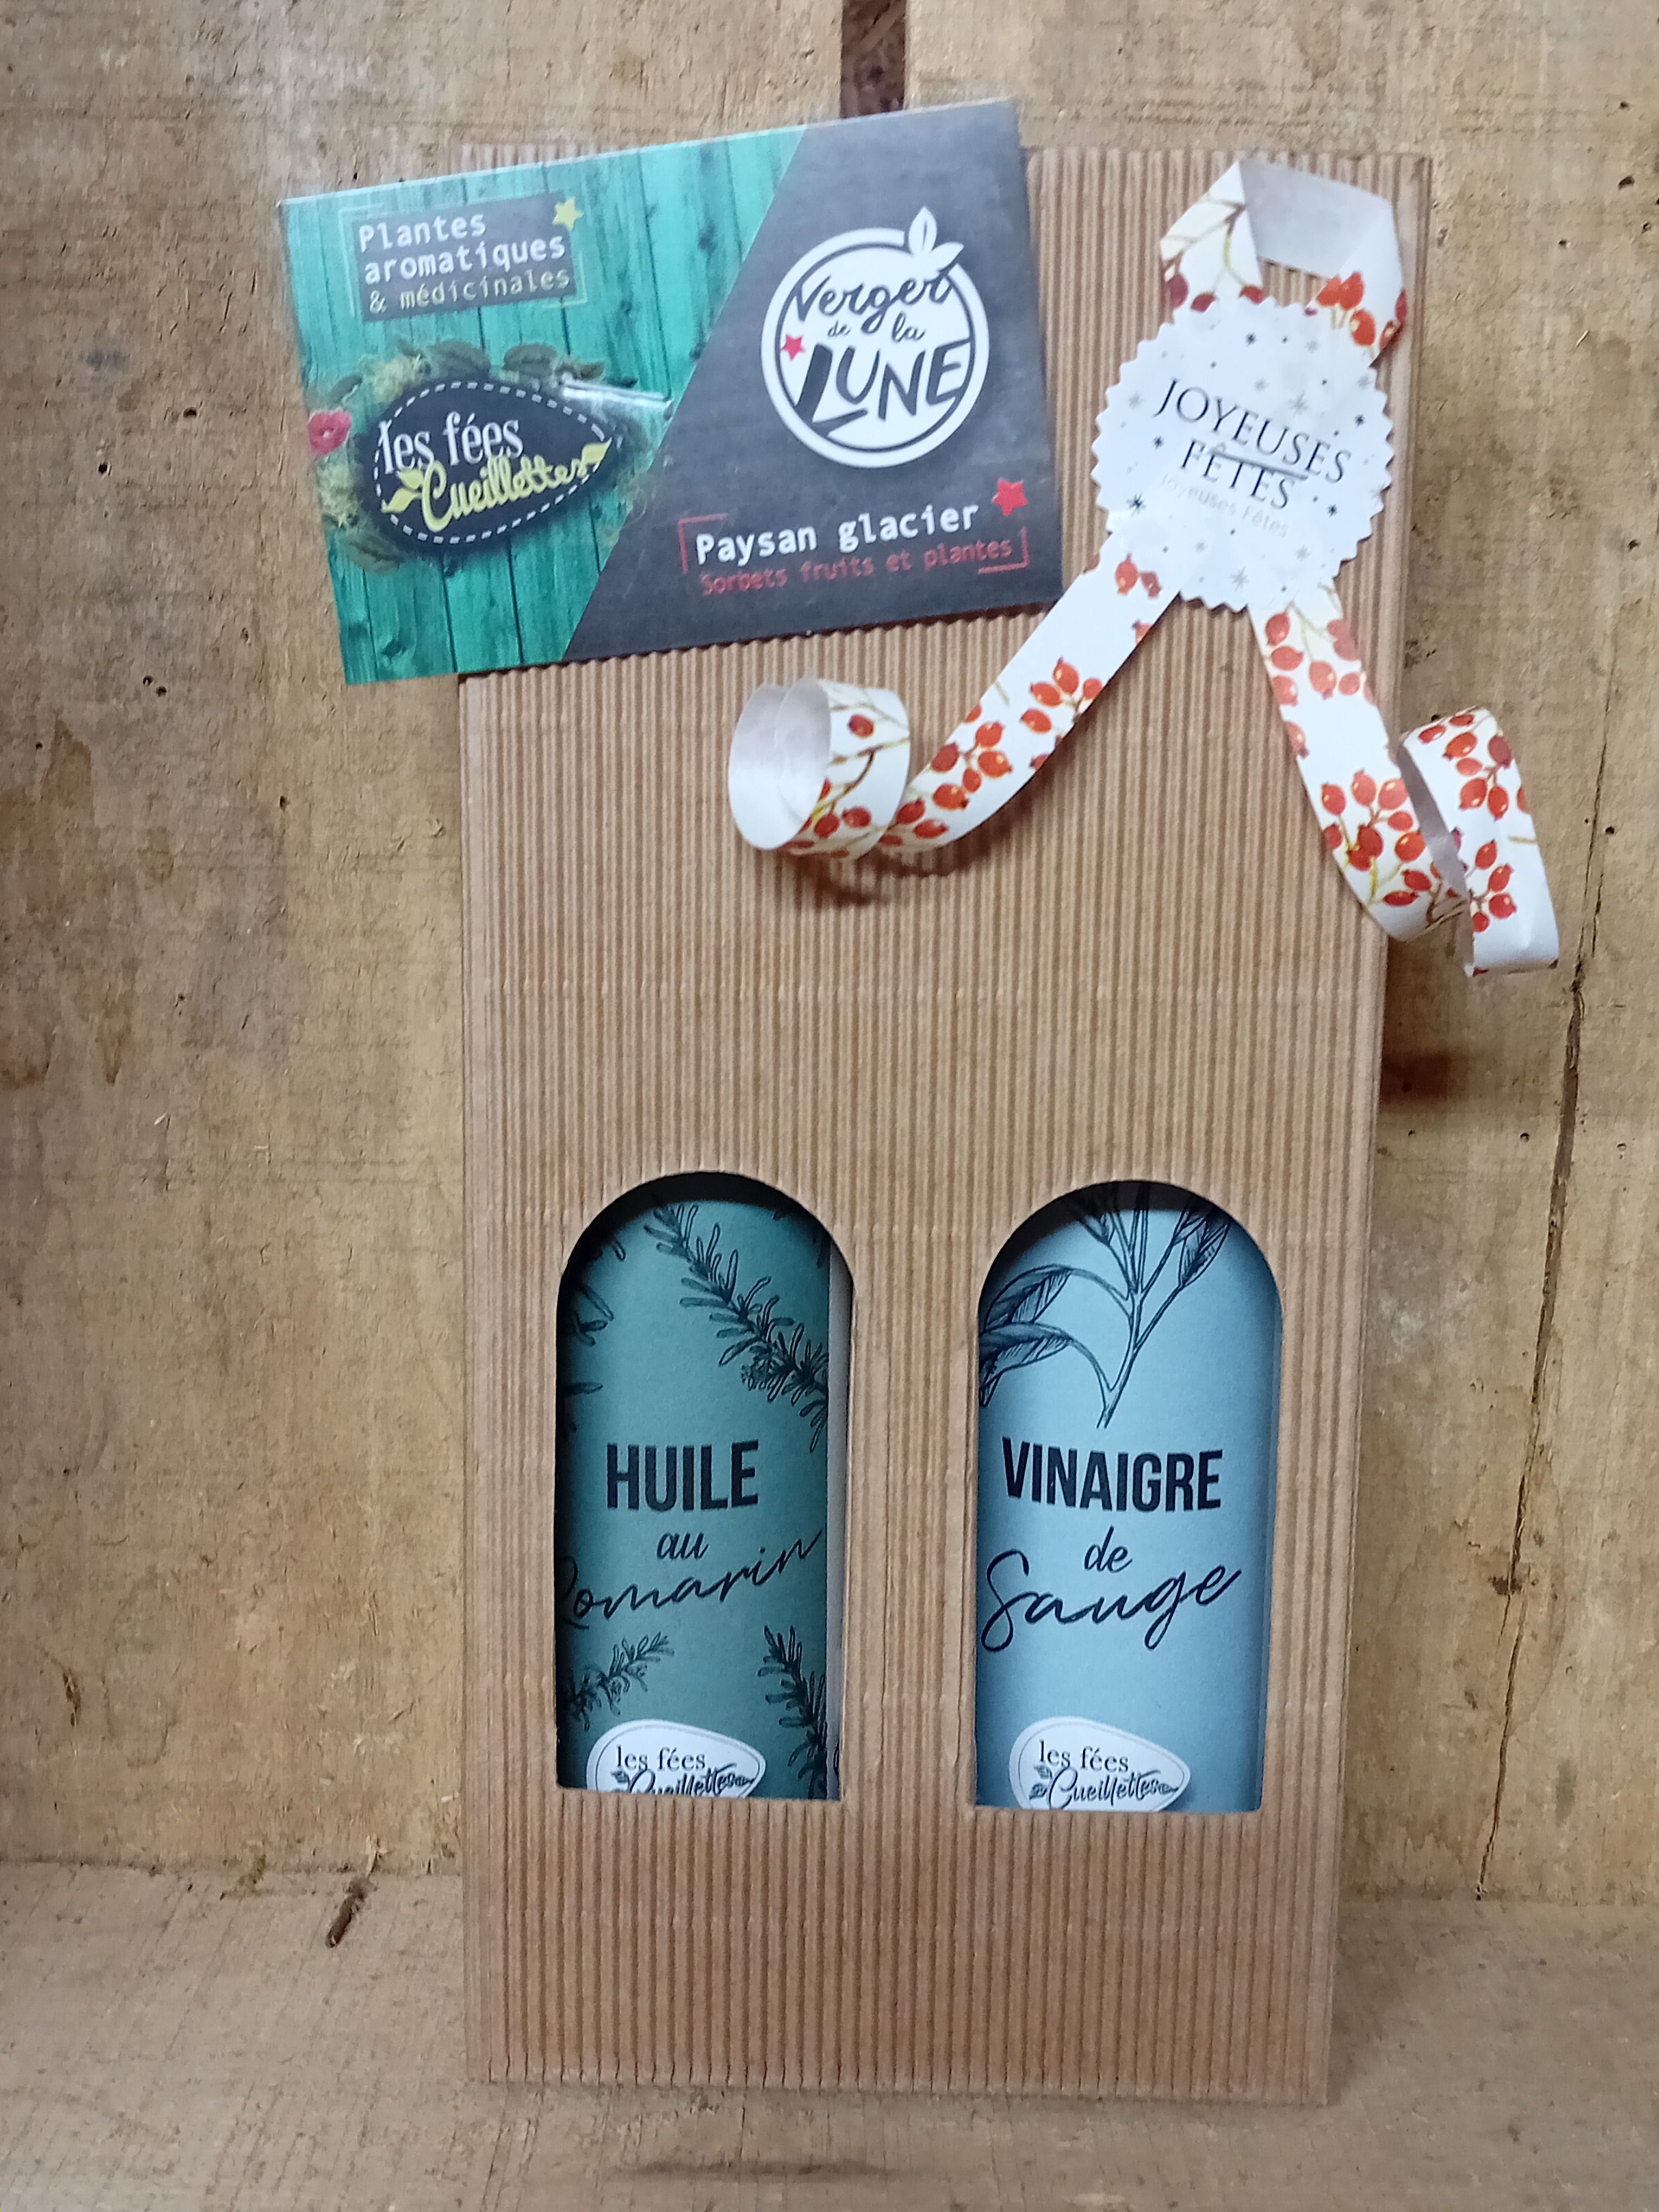 Plantes
aromatiques
& médicinales
les fées
Cueillettes
Verger
de la
LUNE
Paysan glacier
Sorbets fruits et plantes
JOYEUSES
FÊTES
Joyeuses Fêtes
HUILE
au
Romarin
les fées
Cueillettes
VINAIGRE
de
Sauge
les fées
Cueillettes